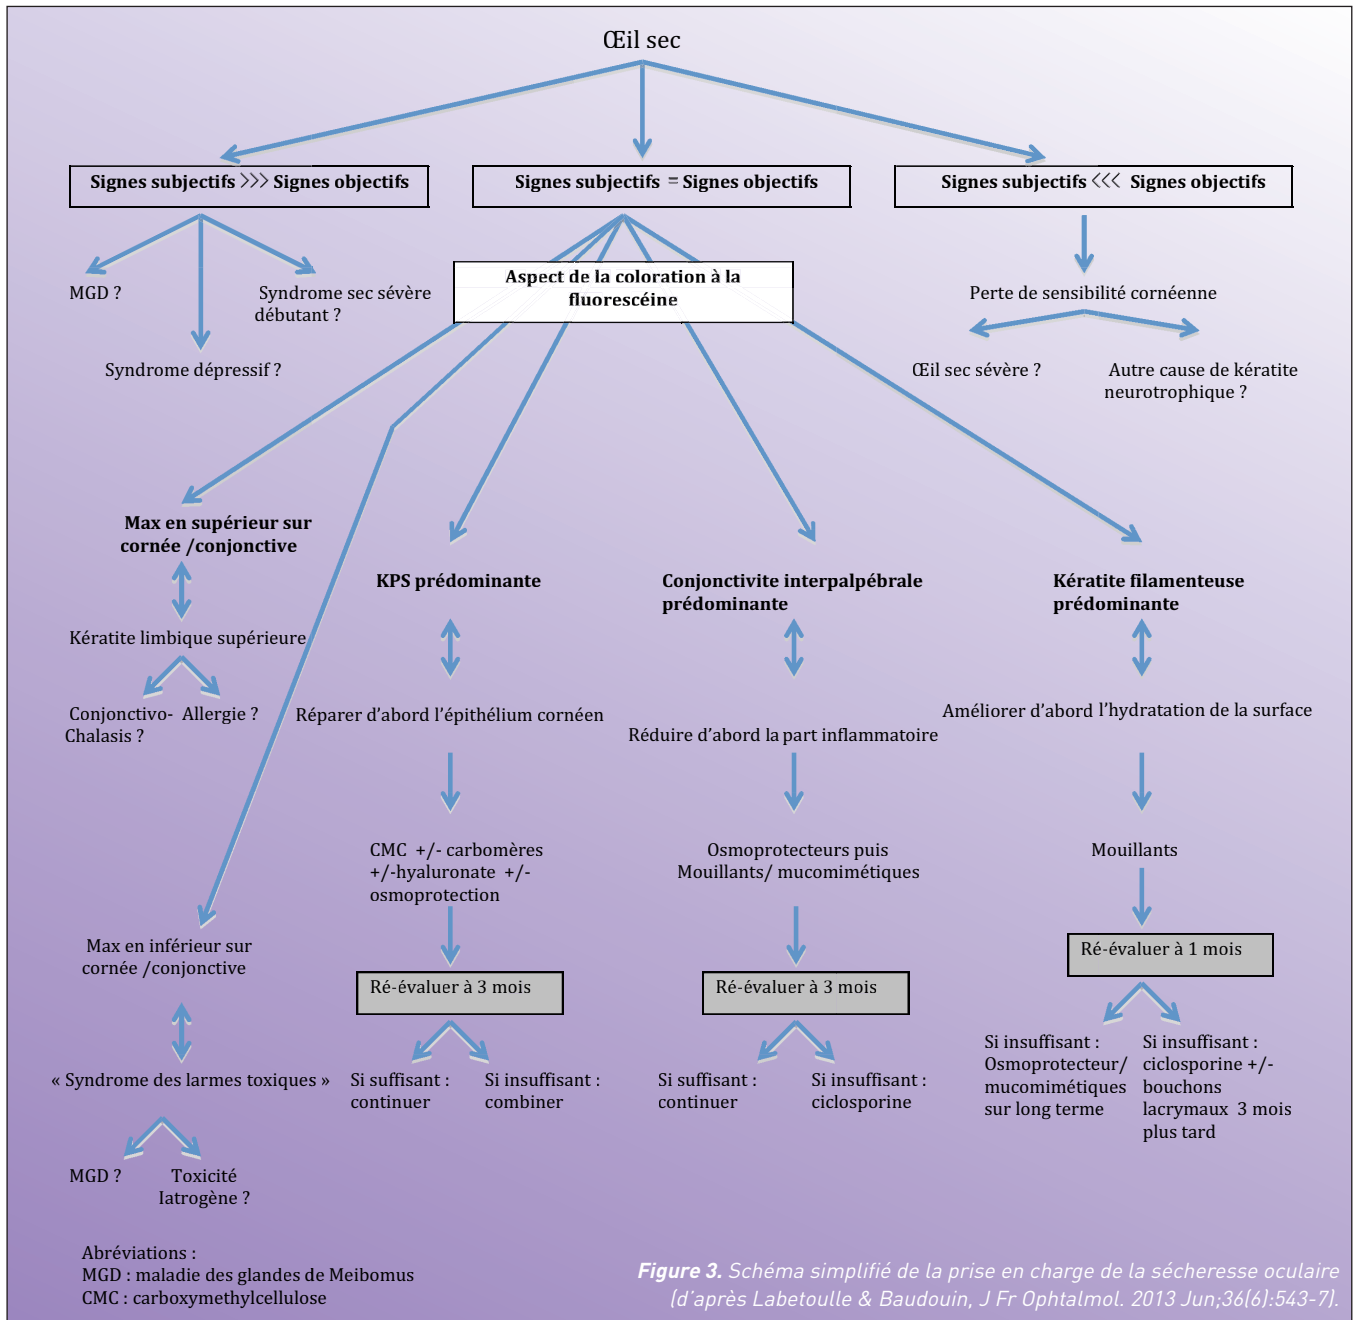 Œil sec
Signes subjectifs >>> Signes objectifs
Signes subjectifs = Signes objectifs
Signes subjectifs <<< Signes objectifs
MGD ?
Syndrome sec sévère
débutant ?
Syndrome dépressif ?
Aspect de la coloration à la
fluorescéine
Perte de sensibilité cornéenne
Œil sec sévère ?
Autre cause de kératite
neurotrophique ?
Max en supérieur sur
cornée /conjonctive
Kératite limbique supérieure
Conjonctivo-
Chalasis ?
Allergie ?
Max en inférieur sur
cornée /conjonctive
« Syndrome des larmes toxiques »
MGD ?
Toxicité
Iatrogène ?
KPS prédominante
Réparer d'abord l'épithélium cornéen
CMC +/- carbomères
+/-hyaluronate +/-
osmoprotection
Ré-évaluer à 3 mois
Si suffisant :
continuer
Si insuffisant :
combiner
Conjonctivite interpalpébrale
prédominante
Réduire d'abord la part inflammatoire
Osmoprotecteurs puis
Mouillants/ mucomimétiques
Ré-évaluer à 3 mois
Si suffisant :
continuer
Si insuffisant :
ciclosporine
Kératite filamenteuse
prédominante
Améliorer d'abord l'hydratation de la surface
Mouillants
Ré-évaluer à 1 mois
Si insuffisant :
Osmoprotecteur/
mucomimétiques
sur long terme
Si insuffisant :
ciclosporine +/-
bouchons
lacrymaux 3 mois
plus tard
Abréviations :
MGD : maladie des glandes de Meibomus
CMC : carboxymethylcellulose
Figure 3. Schéma simplifié de la prise en charge de la sécheresse oculaire
(d'après Labetoulle & Baudouin, J Fr Ophtalmol. 2013 Jun;36(6):543-7).